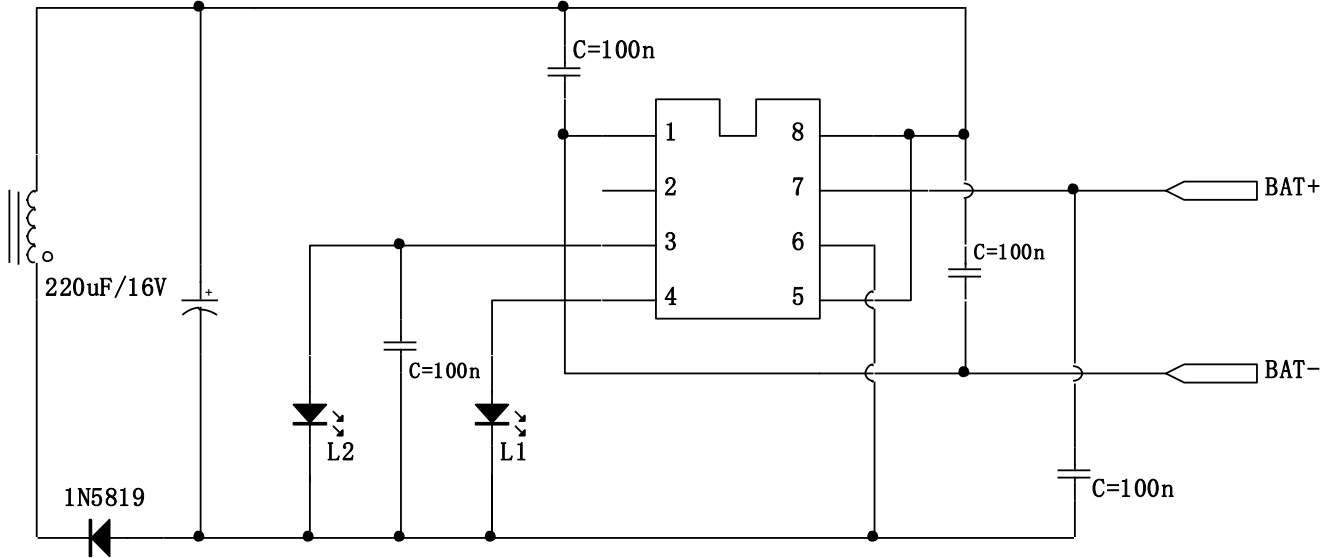 C=100n
1 8
2 7 BAT+
3 6
C=100n
220uF/16V +
4 5
C=100n
BAT-
L2 L1
1N5819 C=100n